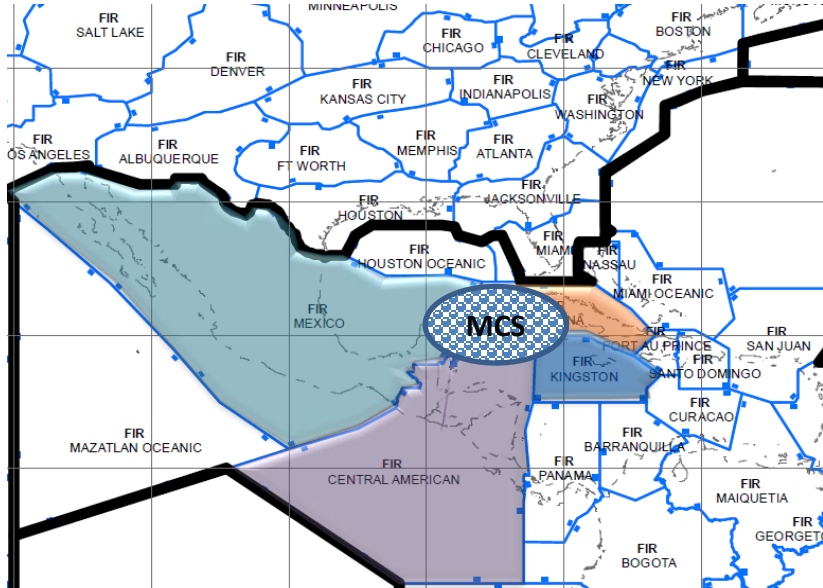 MINNEAPOLIS
FIR
SALT LAKE
FIR
DENVER
FIR
CHICAGO
FIR
CLEVELAND
FIR
BOSTON
FIR
KANSAS CITY
FIR
INDIANAPOLIS
FIR
NEW YORK
FIR
WASHINGTON
FIR
OS ANGELES
FIR
ALBUQUERQUE
FIR
FT WORTH
FIR
MEMPHIS
FIR
ATLANTA
FIR
JACKSONVILLE
FIR
HOUSTON
FIR
HOUSTON OCEANIC
FIR
MIAMI
FIR
NASSAU
FIR
MIAMI OCEANIC
FIR
MEXICO
MCS
NA
FIR
PORT AU PRINCE
FIR
SAN JUAN
FIR
KINGSTON
FIR
SANTO DOMINGO
FIR
CURACAO
FIR
MAZATLAN OCEANIC
FIR
CENTRAL AMERICAN
FIR
PANAMA
FIR
BARRANQUILLA
FIR
MAIQUETIA
FIR
GEORGETO
FIR
BOGOTA